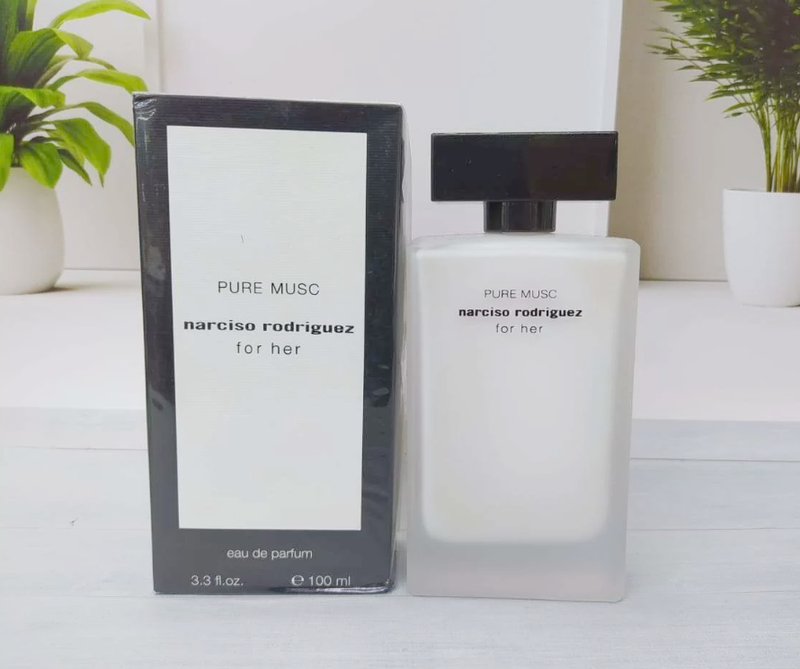 PURE MUSC
narciso rodriguez
for her
eau de parfum
3.3 fl.oz. ℮ 100 ml
PURE MUSC
narciso rodriguez
for her